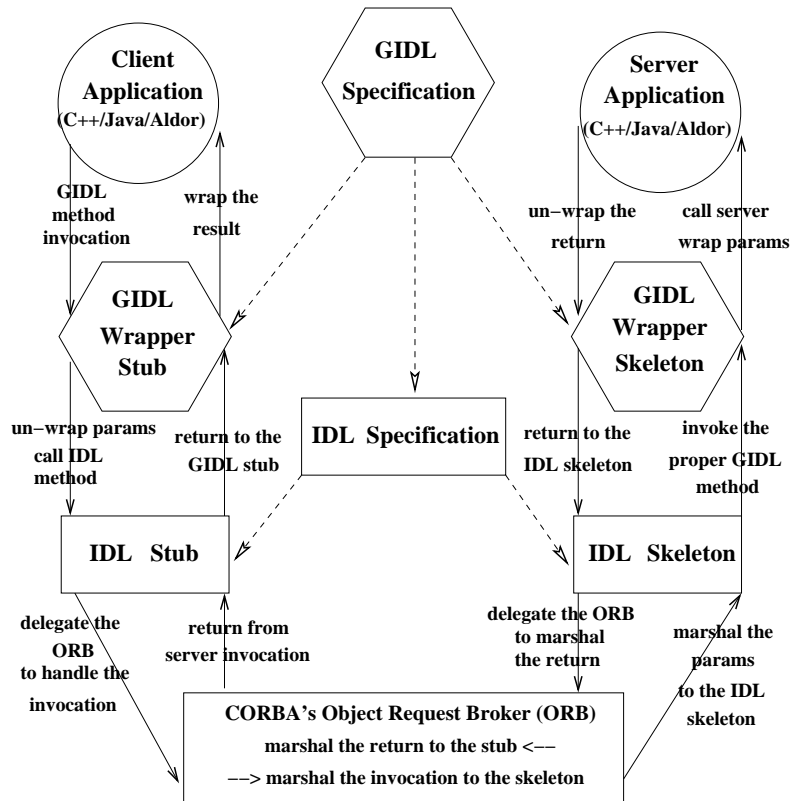 Client
Application
(C++/Java/Aldor)
GIDL
Specification
Server
Application
(C++/Java/Aldor)
GIDL
method
invocation
wrap the
result
un−wrap the
return
call server
wrap params
GIDL
Wrapper
Stub
GIDL
Wrapper
Skeleton
un−wrap params
call IDL
method
return to the
GIDL stub
IDL Specification
return to the
IDL skeleton
invoke the
proper GIDL
method
IDL Stub
IDL Skeleton
delegate the
ORB
to handle the
invocation
return from
server invocation
delegate the ORB
to marshal
the return
marshal the
params
to the IDL
skeleton
CORBA's Object Request Broker (ORB)
marshal the return to the stub <−−
−−> marshal the invocation to the skeleton